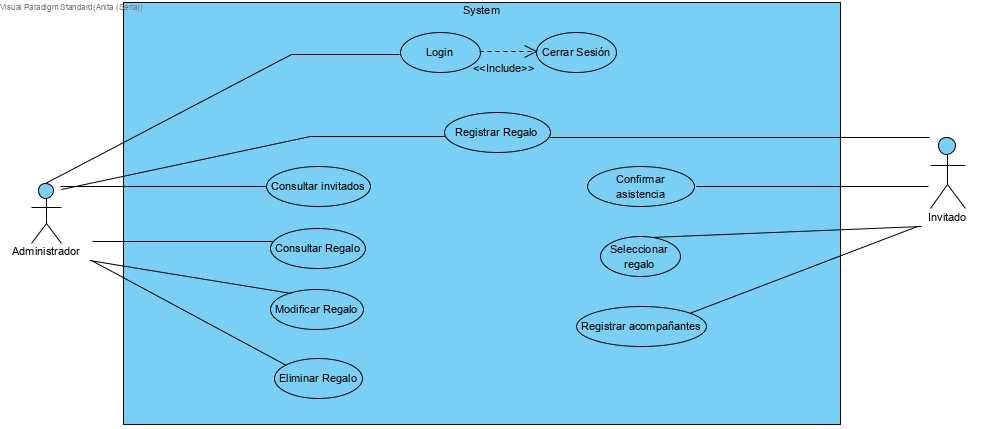 Visual Paradigm Standard(Anita (Sena))
System
Login
<<Include>>
Cerrar Sesión
Registrar Regalo
Consultar invitados
Confirmar
asistencia
Administrador
Invitado
Consultar Regalo
Seleccionar
regalo
Modificar Regalo
Registrar acompañantes
Eliminar Regalo